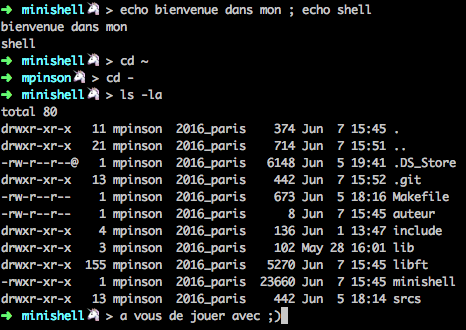 ➜ minishell🦄 > echo bienvenue dans mon ; echo shell
bienvenue dans mon
shell
➜ minishell🦄 > cd ~
➜ mpinson🦄 > cd -
➜ minishell🦄 > ls -la
total 80
drwxr-xr-x 11 mpinson 2016_paris 374 Jun 7 15:45 .
drwxr-xr-x 21 mpinson 2016_paris 714 Jun 7 15:51 ..
-rw-r--r--@ 1 mpinson 2016_paris 6148 Jun 5 19:41 .DS_Store
drwxr-xr-x 13 mpinson 2016_paris 442 Jun 7 15:52 .git
-rw-r--r-- 1 mpinson 2016_paris 673 Jun 5 18:16 Makefile
-rw-r--r-- 1 mpinson 2016_paris 8 Jun 7 15:45 auteur
drwxr-xr-x 4 mpinson 2016_paris 136 Jun 1 13:47 include
drwxr-xr-x 3 mpinson 2016_paris 102 May 28 16:01 lib
drwxr-xr-x 155 mpinson 2016_paris 5270 Jun 7 15:45 libft
-rwxr-xr-x 1 mpinson 2016_paris 23660 Jun 7 15:45 minishell
drwxr-xr-x 13 mpinson 2016_paris 442 Jun 5 18:14 srcs
➜ minishell🦄 > a vous de jouer avec ;)